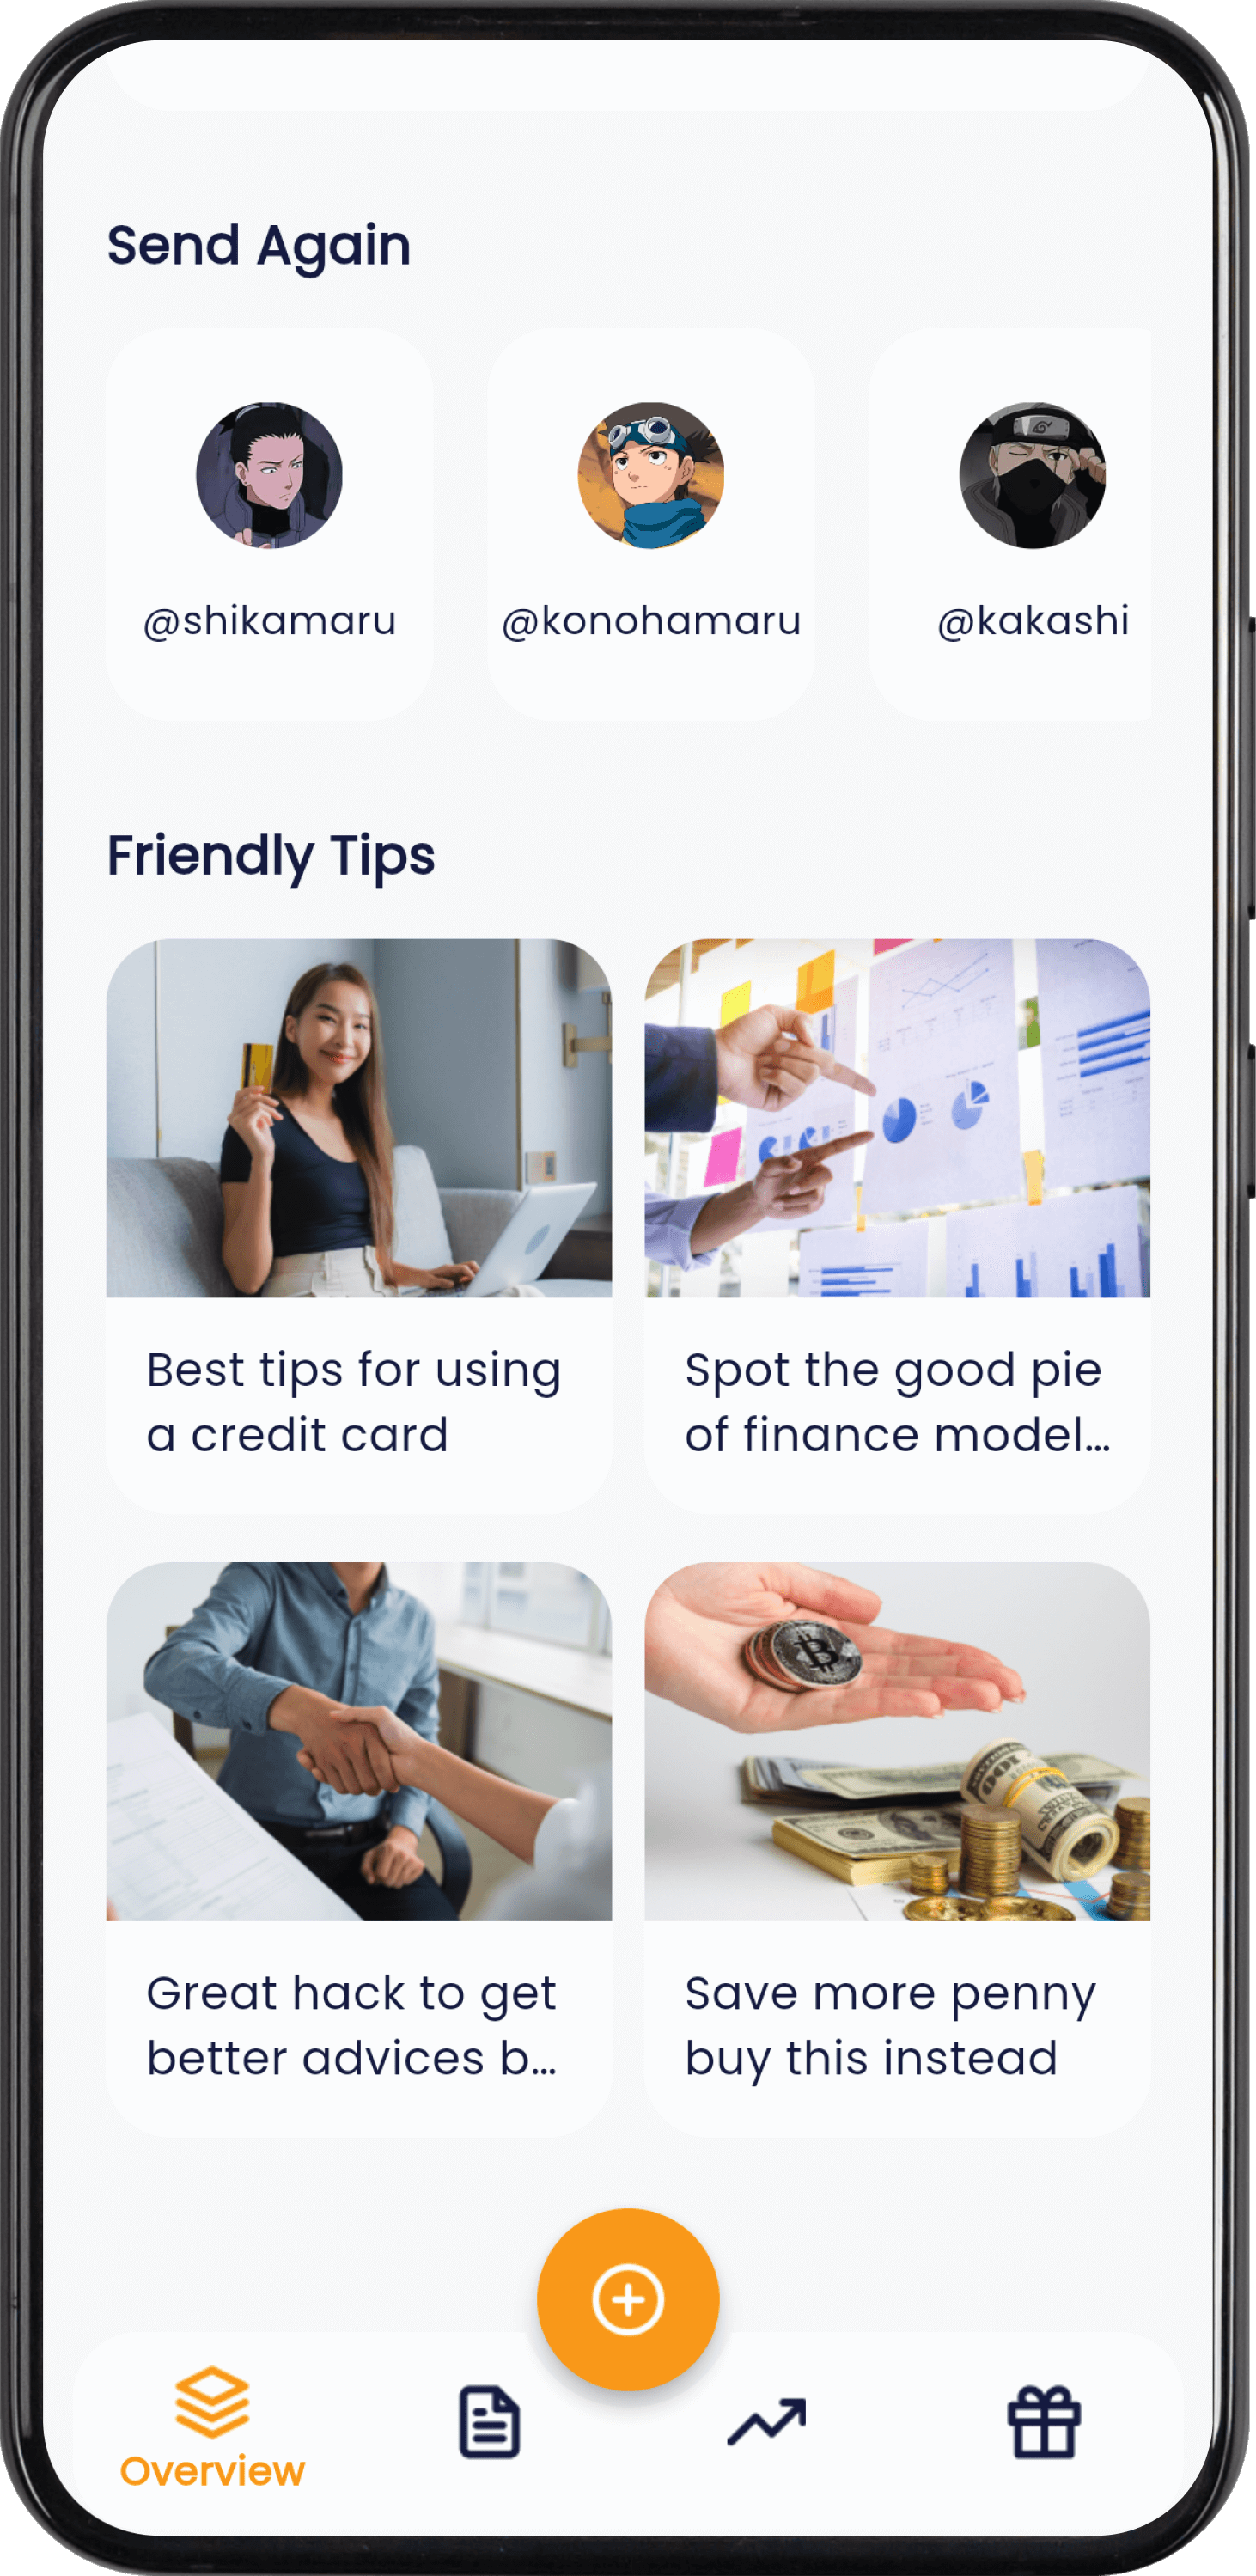 Send Again
@shikamaru
@konohamaru
@kakashi
Friendly Tips
Best tips for using
a credit card
Spot the good pie
of finance model...
Great hack to get
better advices b...
Save more penny
buy this instead
Overview